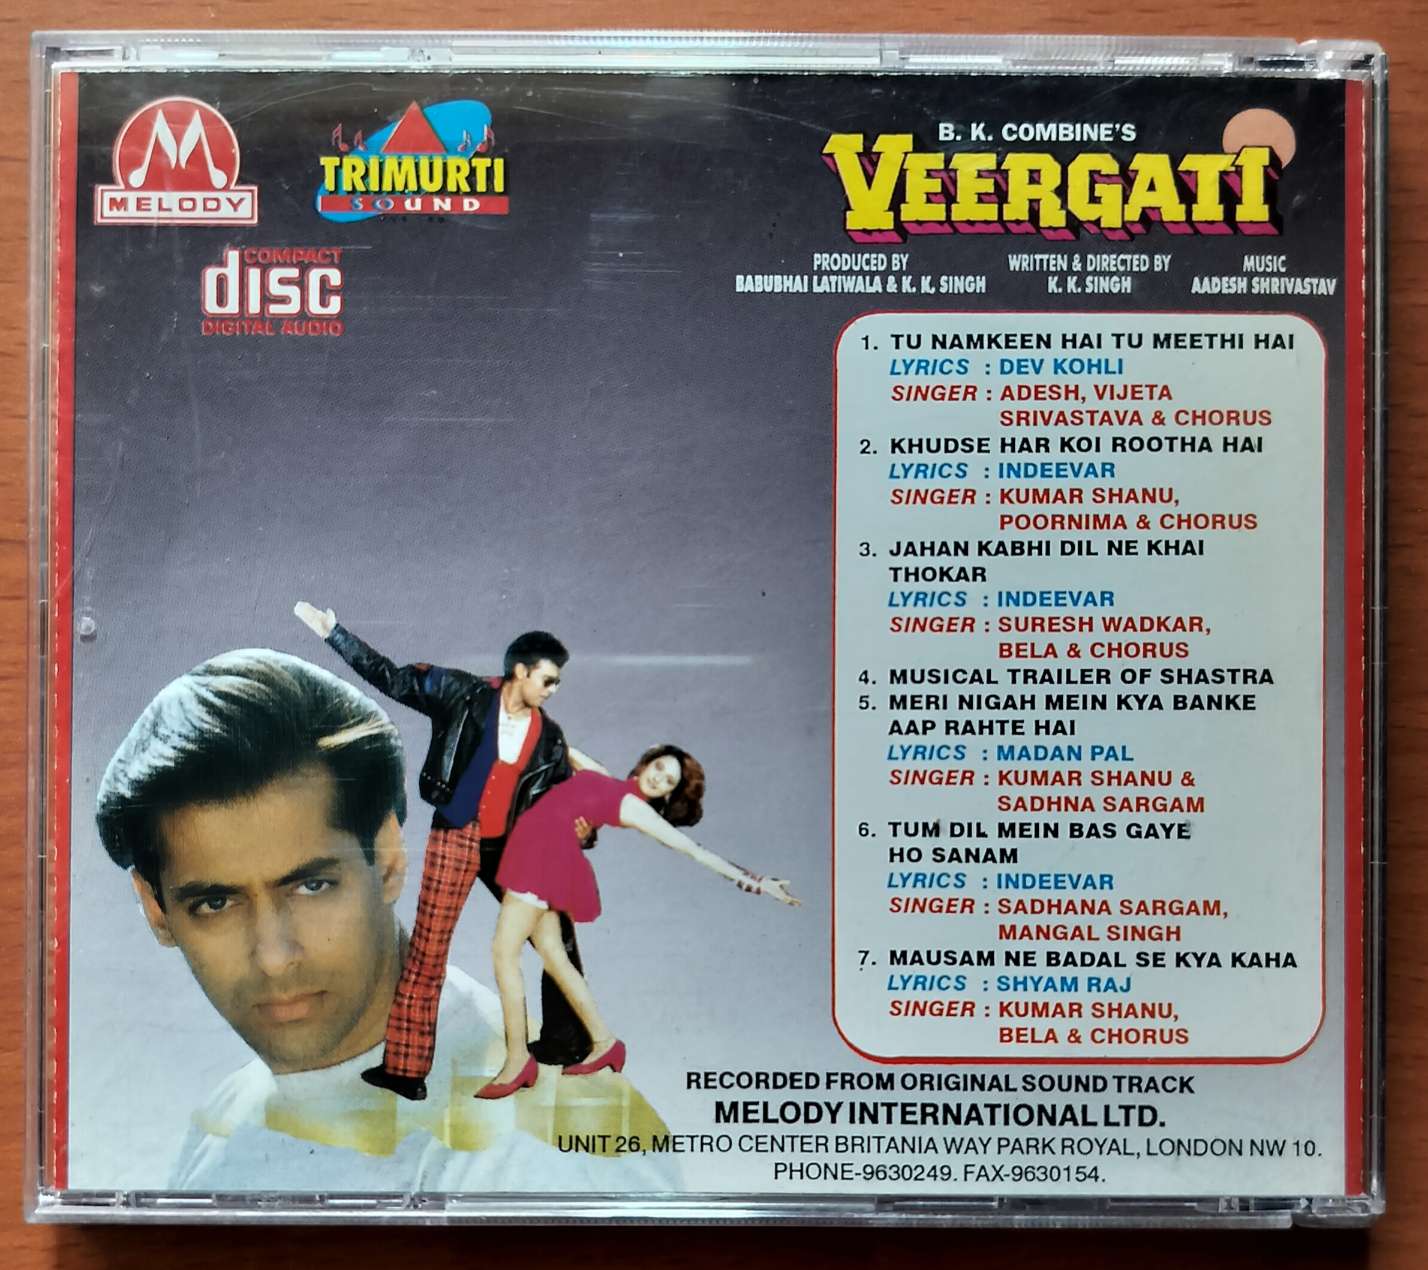 MELODY
TRIMURTI
SOUND
COMPACT
disc
DIGITAL AUDIO
B. K. COMBINE'S
VEERGATI
PRODUCED BY
BABUBHAI LATIWALA & K. K. SINGH
WRITTEN & DIRECTED BY
K. K. SINGH
MUSIC
AADESH SHRIVASTAV
1. TU NAMKEEN HAI TU MEETHI HAI
LYRICS : DEV KOHLI
SINGER : ADESH, VIJETA
SRIVASTAVA & CHORUS
2. KHUDSE HAR KOI ROOTHA HAI
LYRICS : INDEEVAR
SINGER : KUMAR SHANU,
POORNIMA & CHORUS
3. JAHAN KABHI DIL NE KHAI
THOKAR
LYRICS : INDEEVAR
SINGER : SURESH WADKAR,
BELA & CHORUS
4. MUSICAL TRAILER OF SHASTRA
5. MERI NIGAH MEIN KYA BANKE
AAP RAHTE HAI
LYRICS : MADAN PAL
SINGER : KUMAR SHANU &
SADHNA SARGAM
6. TUM DIL MEIN BAS GAYE
HO SANAM
LYRICS : INDEEVAR
SINGER : SADHANA SARGAM,
MANGAL SINGH
7. MAUSAM NE BADAL SE KYA KAHA
LYRICS : SHYAM RAJ
SINGER : KUMAR SHANU,
BELA & CHORUS
RECORDED FROM ORIGINAL SOUND TRACK
MELODY INTERNATIONAL LTD.
UNIT 26, METRO CENTER BRITANIA WAY PARK ROYAL, LONDON NW 10.
PHONE-9630249. FAX-9630154.